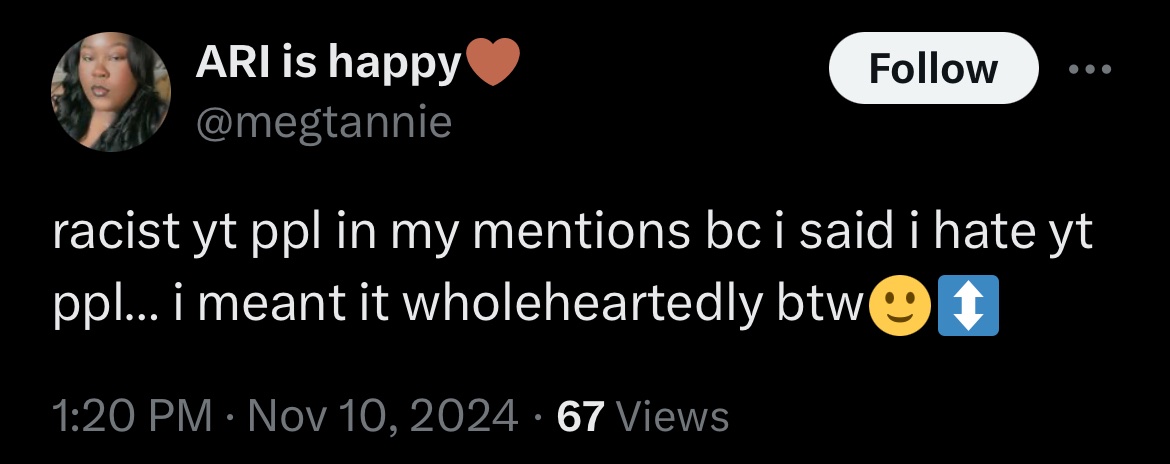 ARI is happy🤎
@megtannie
Follow
racist yt ppl in my mentions bc i said i hate yt
ppl... i meant it wholeheartedly btw🙂↕️
1:20 PM · Nov 10, 2024 · 67 Views